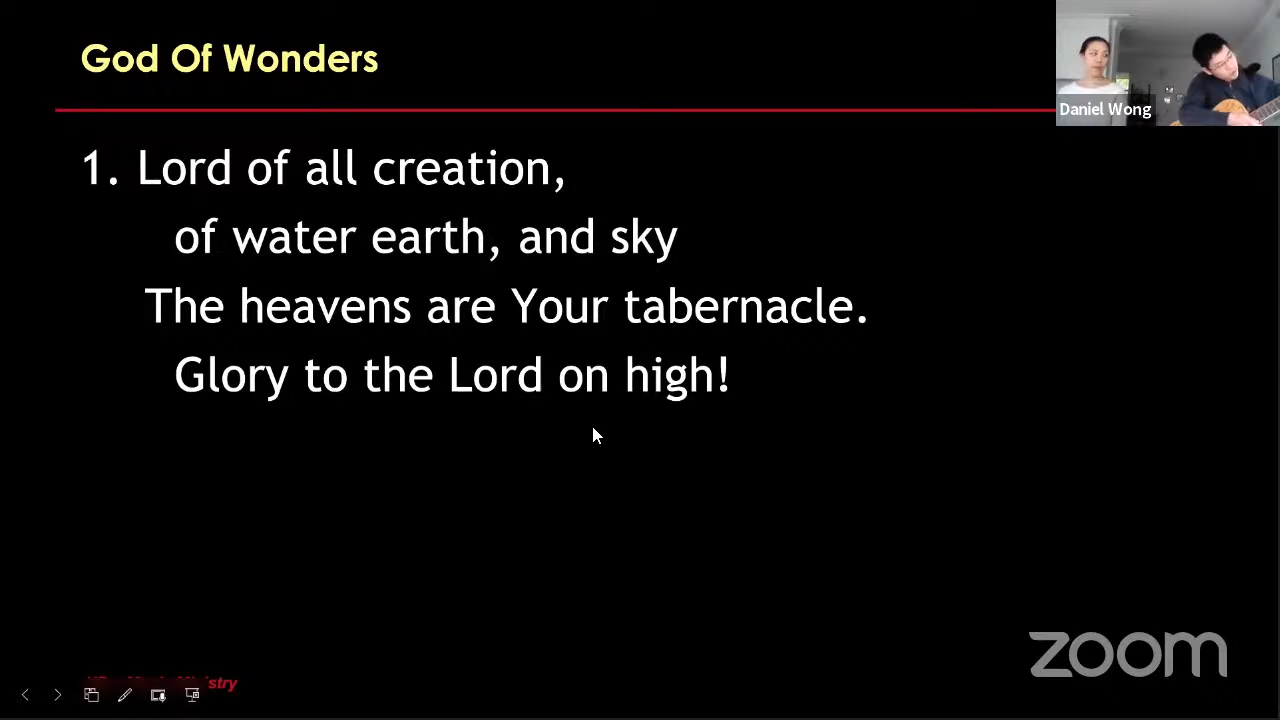 God Of Wonders
Daniel Wong
1. Lord of all creation,
of water earth, and sky
The heavens are Your tabernacle.
Glory to the Lord on high!
zoom